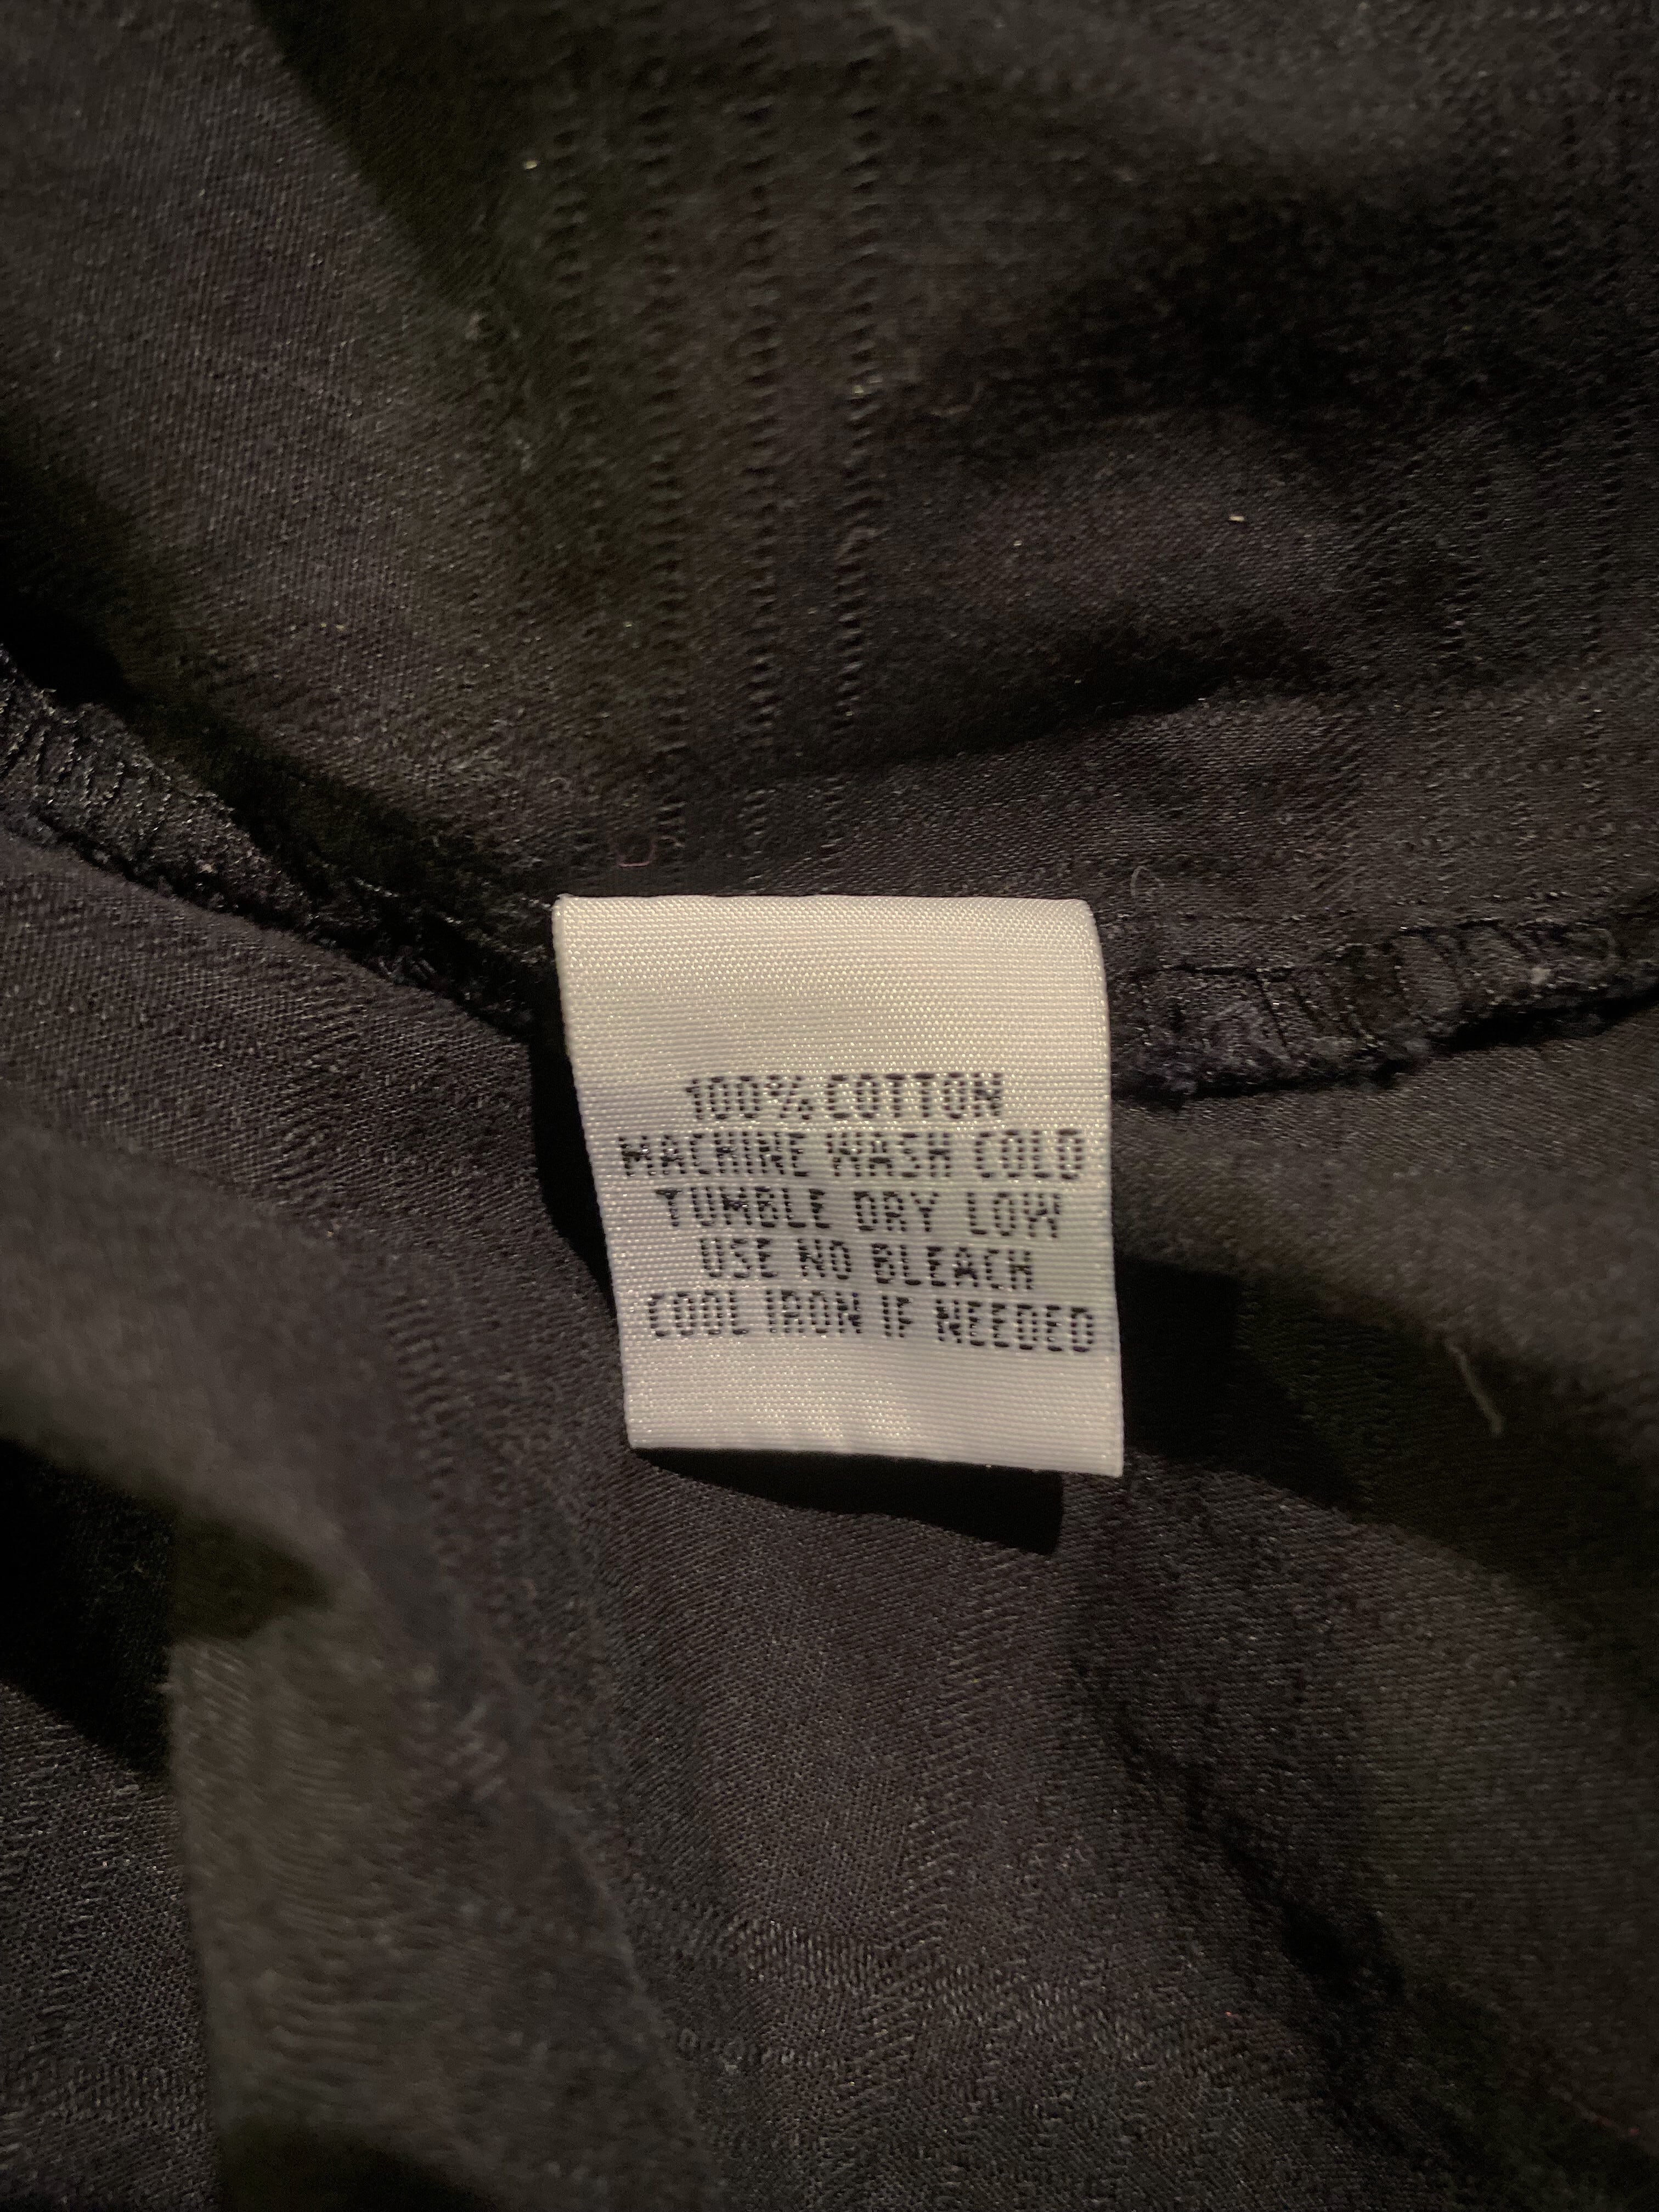 100% COTTON
MACHINE WASH COLD
TUMBLE DRY LOW
USE NO BLEACH
COOL IRON IF NEEDED